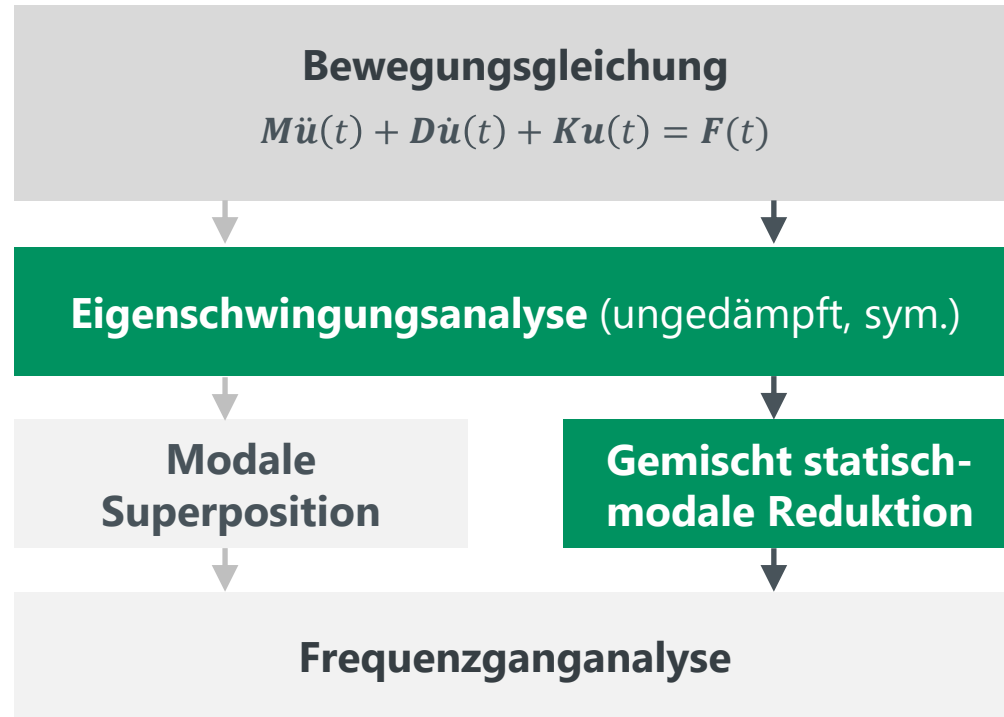 Bewegungsgleichung
Mü(t) + Du̇(t) + Ku(t) = F(t)
Eigenschwingungsanalyse (ungedämpft, sym.)
Modale
Superposition
Gemischt statisch-
modale Reduktion
Frequenzganganalyse